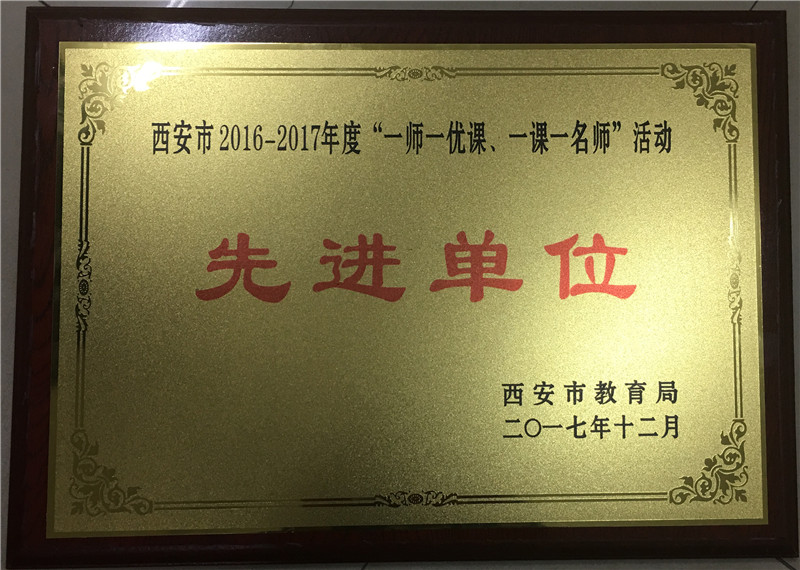 西安市2016-2017年度“一师一优课、一课一名师”活动
先进单位
西安市教育局
二〇一七年十二月